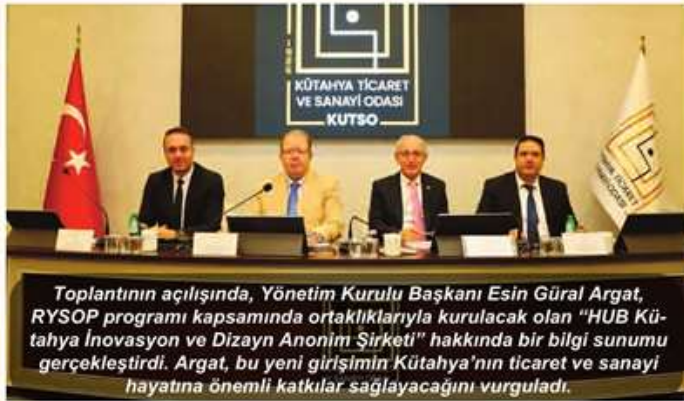 KÜTAHYA TİCARET
VE SANAYİ ODASI
KUTSO
Toplantının açılışında, Yönetim Kurulu Başkanı Esin Güral Argat,
RYSOP programı kapsamında ortaklıklarıyla kurulacak olan “HUB Kü-
tahya İnovasyon ve Dizayn Anonim Şirketi” hakkında bir bilgi sunumu
gerçekleştirdi. Argat, bu yeni girişimin Kütahya’nın ticaret ve sanayi
hayatına önemli katkılar sağlayacağını vurguladı.